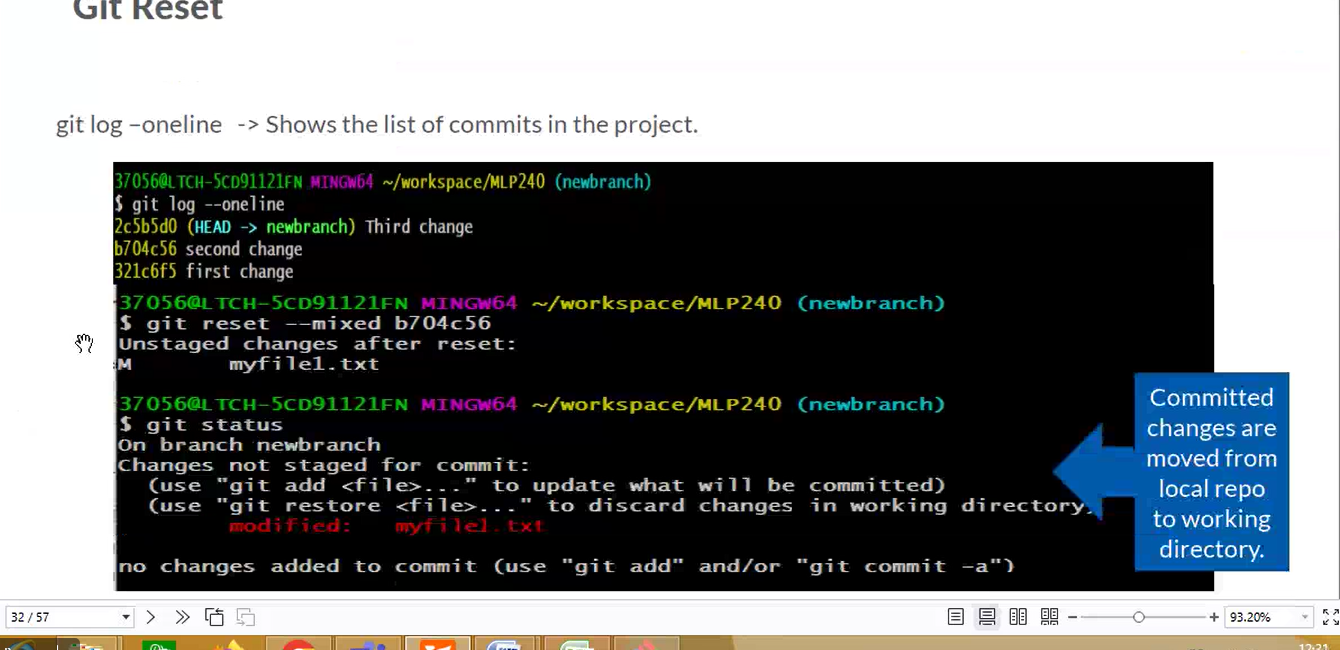 Git Reset
git log –oneline -> Shows the list of commits in the project.
37056@LTCH-5CD91121FN MINGW64 ~/workspace/MLP240 (newbranch)
$ git log --oneline
2c5b5d0 (HEAD -> newbranch) Third change
b704c56 second change
321c6f5 first change
37056@LTCH-5CD91121FN MINGW64 ~/workspace/MLP240 (newbranch)
$ git reset --mixed b704c56
Unstaged changes after reset:
M myfile1.txt
37056@LTCH-5CD91121FN MINGW64 ~/workspace/MLP240 (newbranch)
$ git status
On branch newbranch
Changes not staged for commit:
(use "git add <file>..." to update what will be committed)
(use "git restore <file>..." to discard changes in working directory)
modified: myfile1.txt
no changes added to commit (use "git add" and/or "git commit -a")
Committed
changes are
moved from
local repo
to working
directory.
32 / 57
93.20%
12:21